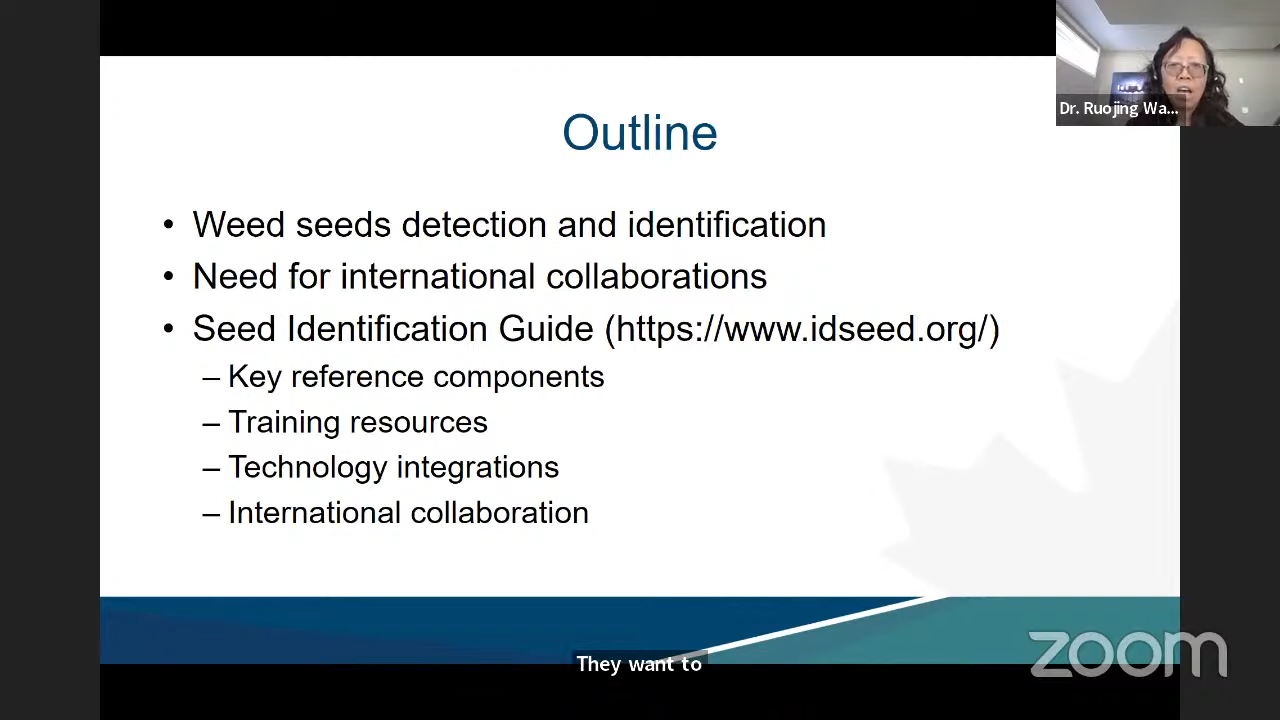 Dr. Ruojing Wa...
Outline
• Weed seeds detection and identification
• Need for international collaborations
• Seed Identification Guide (https://www.idseed.org/)
– Key reference components
– Training resources
– Technology integrations
– International collaboration
zoom
They want to